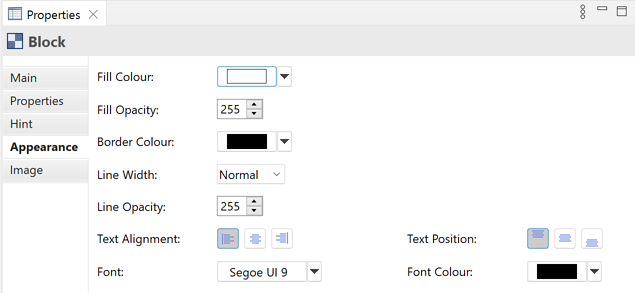 Properties
Block
Main
Properties
Hint
Appearance
Image
Fill Colour:
Fill Opacity: 255
Border Colour:
Line Width: Normal
Line Opacity: 255
Text Alignment: Text Position:
Font: Segoe UI 9 Font Colour: